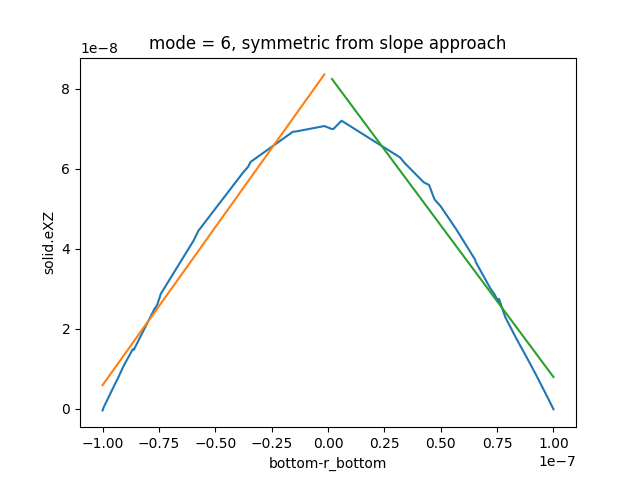 mode = 6, symmetric from slope approach
1e−8
8
6
4
2
0
solid.eXZ
−1.00 −0.75 −0.50 −0.25 0.00 0.25 0.50 0.75 1.00
bottom-r_bottom
1e−7